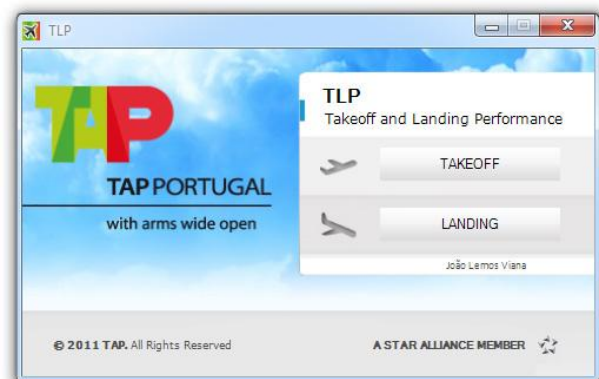 TLP
TAP
TAP PORTUGAL
with arms wide open
TLP
Takeoff and Landing Performance
TAKEOFF
LANDING
João Lemos Viana
© 2011 TAP. All Rights Reserved
A STAR ALLIANCE MEMBER